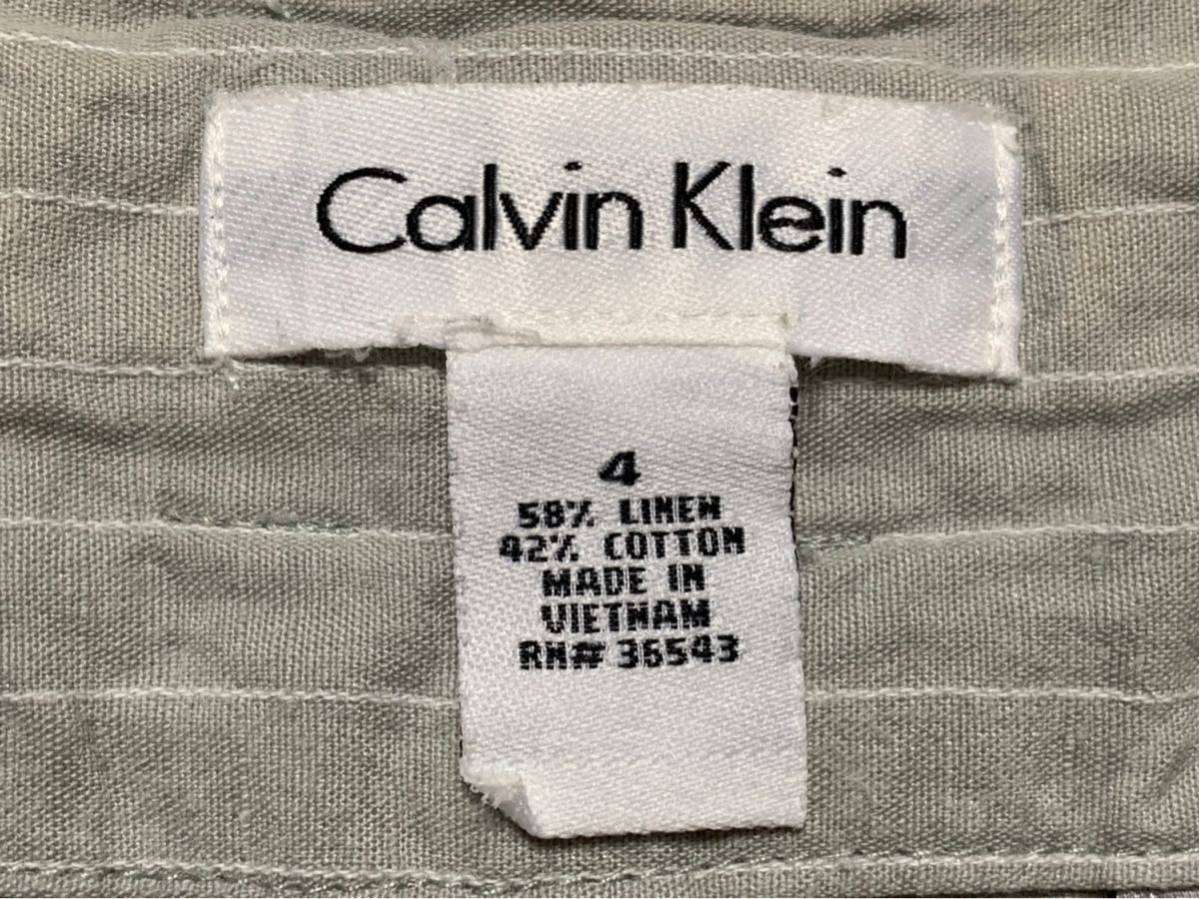 Calvin Klein
4
58% LINEN
42% COTTON
MADE IN
VIETNAM
RN# 36543